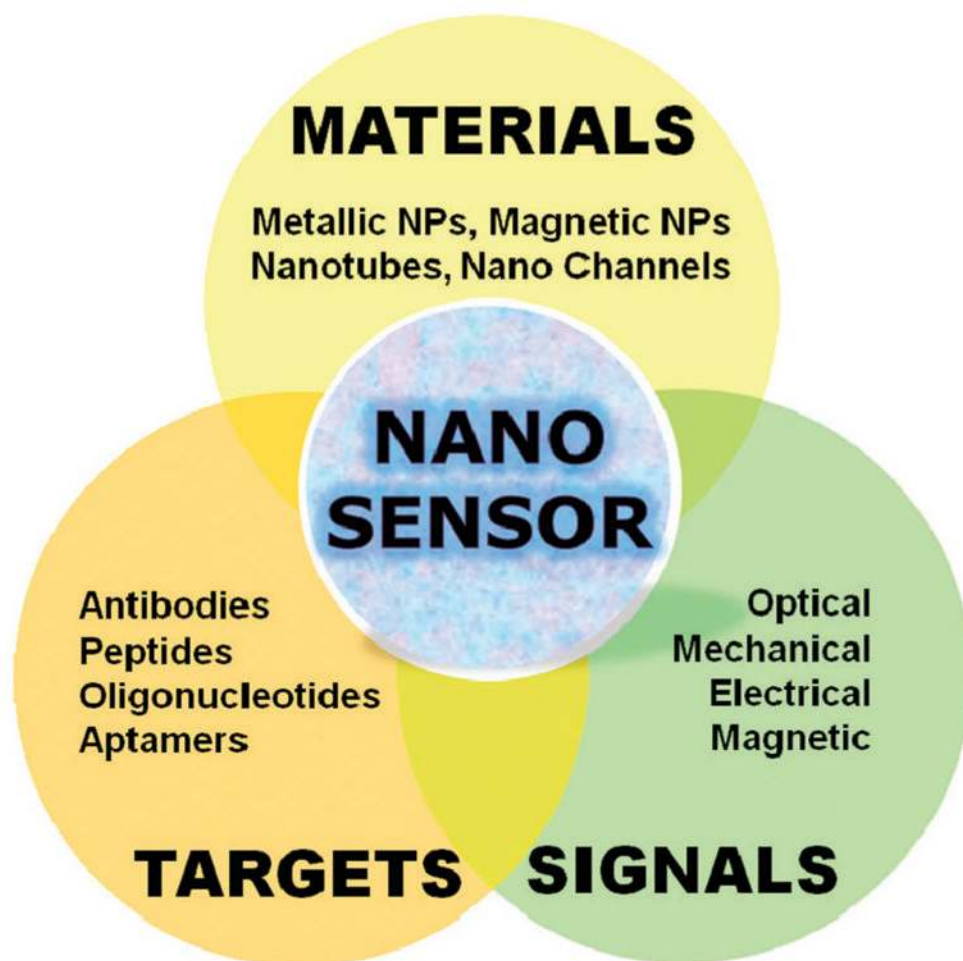 MATERIALS
Metallic NPs, Magnetic NPs
Nanotubes, Nano Channels
NANO
SENSOR
Antibodies
Peptides
Oligonucleotides
Aptamers
TARGETS
Optical
Mechanical
Electrical
Magnetic
SIGNALS